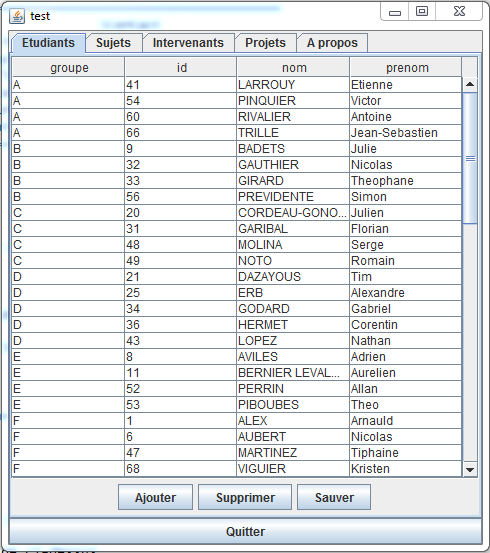 test
Etudiants Sujets Intervenants Projets A propos
groupe id nom prenom
A 41 LARROUY Etienne
A 54 PINQUIER Victor
A 60 RIVALIER Antoine
A 66 TRILLE Jean-Sebastien
B 9 BADETS Julie
B 32 GAUTHIER Nicolas
B 33 GIRARD Theophane
B 56 PREVIDENTE Simon
C 20 CORDEAU-GONO... Julien
C 31 GARIBAL Florian
C 48 MOLINA Serge
C 49 NOTO Romain
D 21 DAZAYOUS Tim
D 25 ERB Alexandre
D 34 GODARD Gabriel
D 36 HERMET Corentin
D 43 LOPEZ Nathan
E 8 AVILES Adrien
E 11 BERNIER LEVAL... Aurelien
E 52 PERRIN Allan
E 53 PIBOUBES Theo
F 1 ALEX Arnauld
F 6 AUBERT Nicolas
F 47 MARTINEZ Tiphaine
F 68 VIGUIER Kristen
Ajouter Supprimer Sauver
Quitter